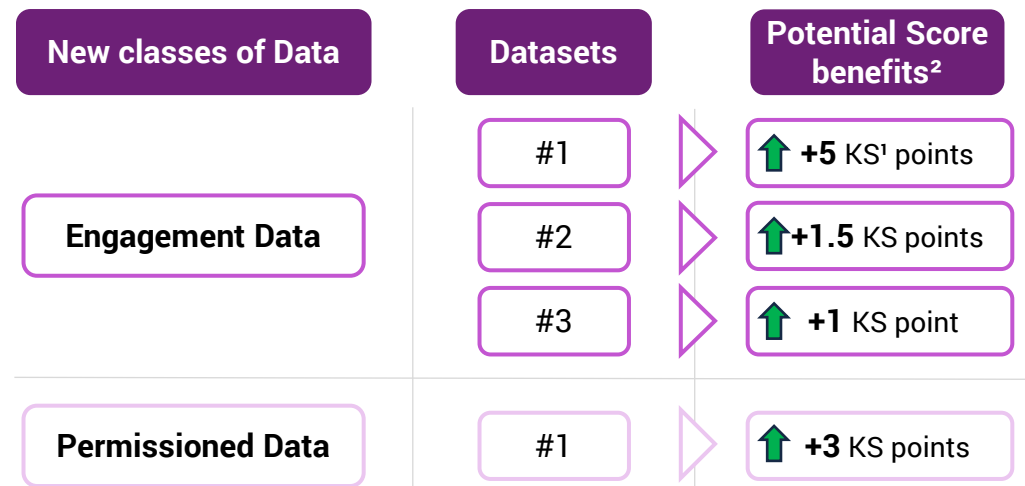 New classes of Data
Datasets
Potential Score
benefits²
#1
+5 KS¹ points
Engagement Data
#2
+1.5 KS points
#3
+1 KS point
Permissioned Data
#1
+3 KS points